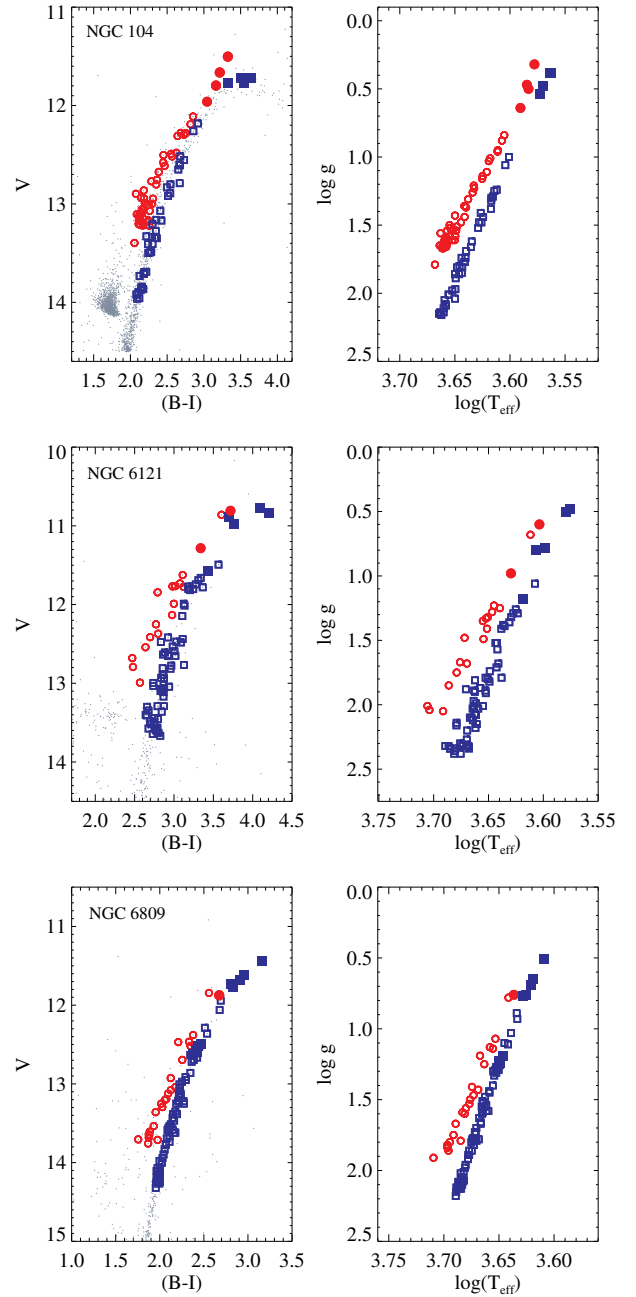 NGC 104
11
12
13
14
V
1.5 2.0 2.5 3.0 3.5 4.0
(B-I)
0.0
0.5
1.0
1.5
2.0
2.5
log g
3.70 3.65 3.60 3.55
log(Teff)
NGC 6121
10
11
12
13
14
V
2.0 2.5 3.0 3.5 4.0 4.5
(B-I)
0.0
0.5
1.0
1.5
2.0
2.5
log g
3.75 3.70 3.65 3.60 3.55
log(Teff)
NGC 6809
11
12
13
14
15
V
1.0 1.5 2.0 2.5 3.0 3.5
(B-I)
0.0
0.5
1.0
1.5
2.0
2.5
log g
3.75 3.70 3.65 3.60
log(Teff)